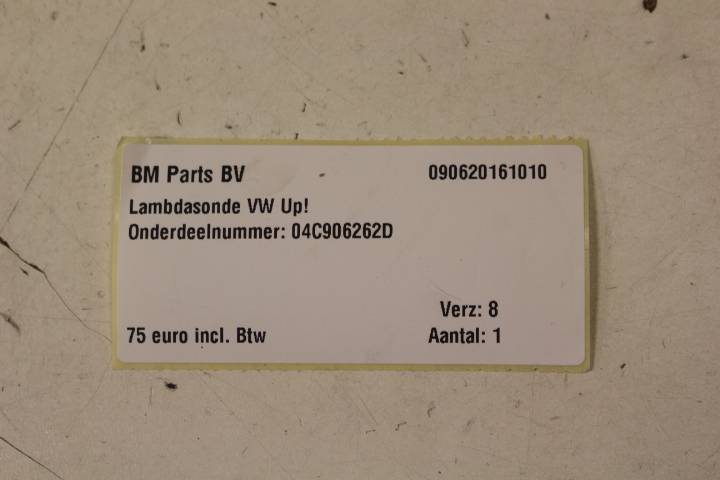 BM Parts BV 090620161010
Lambdasonde VW Up!
Onderdeelnummer: 04C906262D
Verz: 8
75 euro incl. Btw Aantal: 1